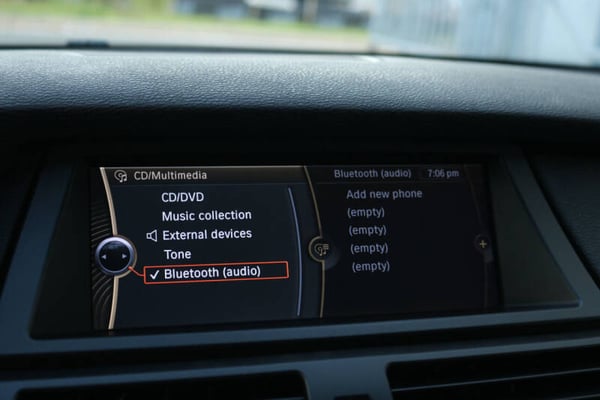 CD/Multimedia
CD/DVD
Music collection
External devices
Tone
Bluetooth (audio)
Bluetooth (audio) 7:06 pm
Add new phone
(empty)
(empty)
(empty)
(empty)